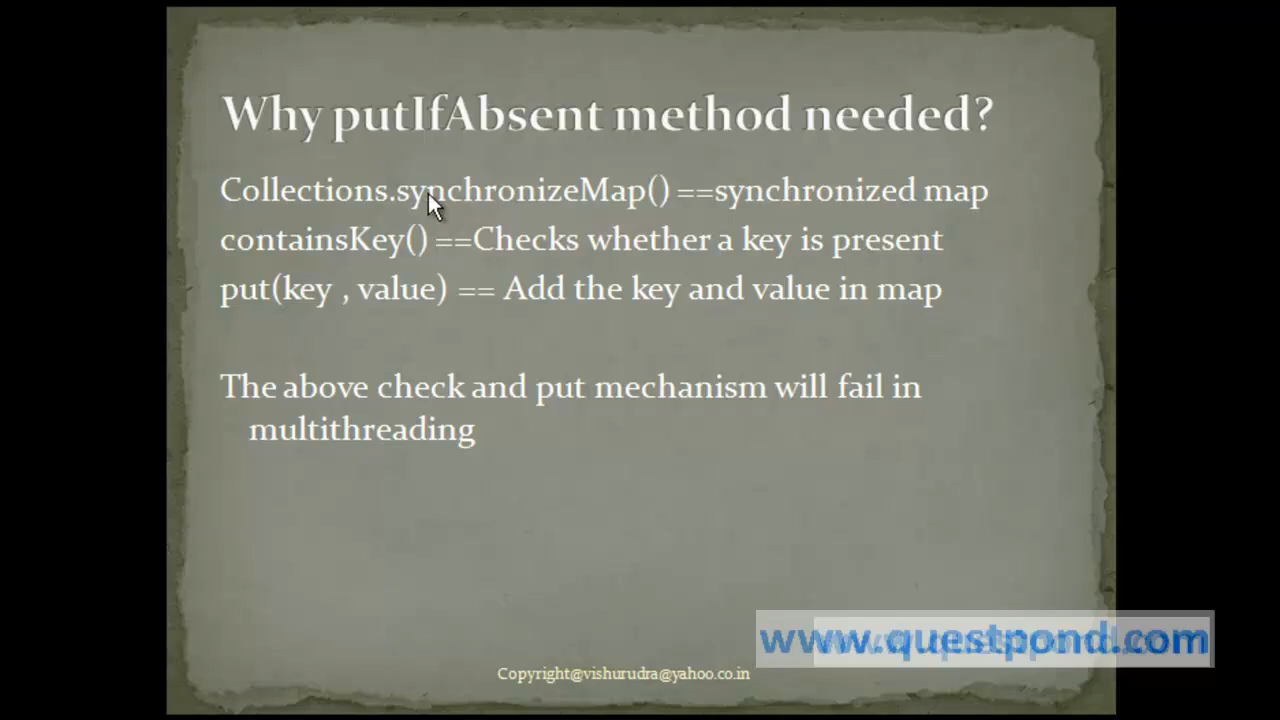 Why putIfAbsent method needed?
Collections.synchronizeMap() ==synchronized map
containsKey() ==Checks whether a key is present
put(key , value) == Add the key and value in map
The above check and put mechanism will fail in
multithreading
www.questpond.com
Copyright@vishurudra@yahoo.co.in